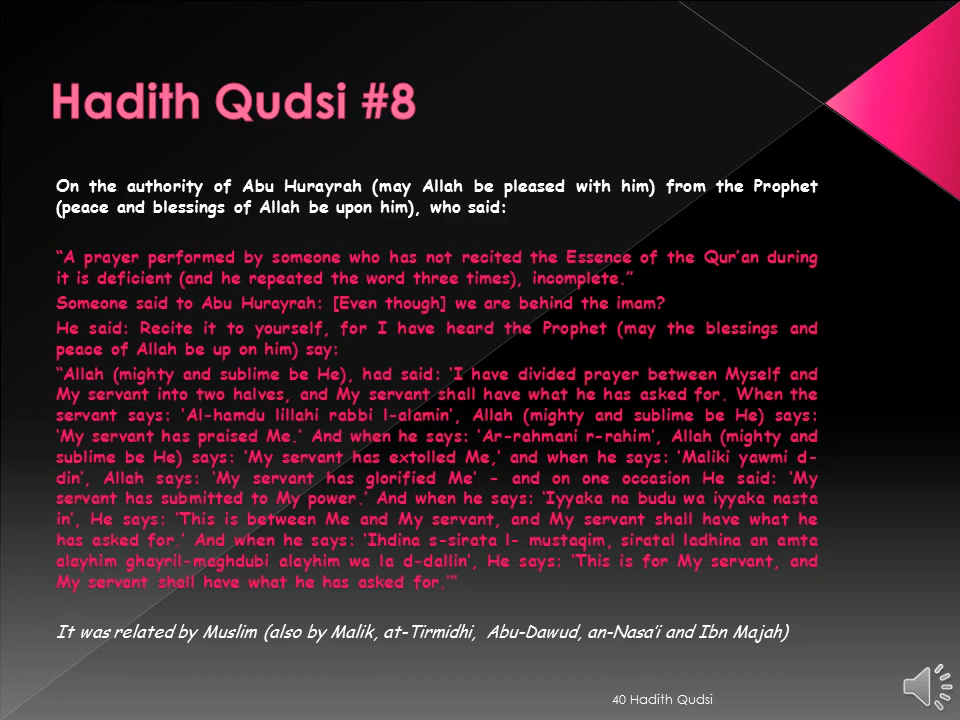 Hadith Qudsi #8
On the authority of Abu Hurayrah (may Allah be pleased with him) from the Prophet
(peace and blessings of Allah be upon him), who said:
“A prayer performed by someone who has not recited the Essence of the Qur’an during
it is deficient (and he repeated the word three times), incomplete.”
Someone said to Abu Hurayrah: [Even though] we are behind the imam?
He said: Recite it to yourself, for I have heard the Prophet (may the blessings and
peace of Allah be up on him) say:
“Allah (mighty and sublime be He), had said: ‘I have divided prayer between Myself and
My servant into two halves, and My servant shall have what he has asked for. When the
servant says: ‘Al-hamdu lillahi rabbi l-alamin’, Allah (mighty and sublime be He) says:
‘My servant has praised Me.’ And when he says: ‘Ar-rahmani r-rahim’, Allah (mighty and
sublime be He) says: ‘My servant has extolled Me,’ and when he says: ‘Maliki yawmi d-
din’, Allah says: ‘My servant has glorified Me’ - and on one occasion He said: ‘My
servant has submitted to My power.’ And when he says: ‘Iyyaka na budu wa iyyaka nasta
in’, He says: ‘This is between Me and My servant, and My servant shall have what he
has asked for.’ And when he says: ‘Ihdina s-sirata l- mustaqim, siratal ladhina an amta
alayhim ghayril-maghdubi alayhim wa la d-dallin’, He says: ‘This is for My servant, and
My servant shall have what he has asked for.’”
It was related by Muslim (also by Malik, at-Tirmidhi, Abu-Dawud, an-Nasa’i and Ibn Majah)
40 Hadith Qudsi